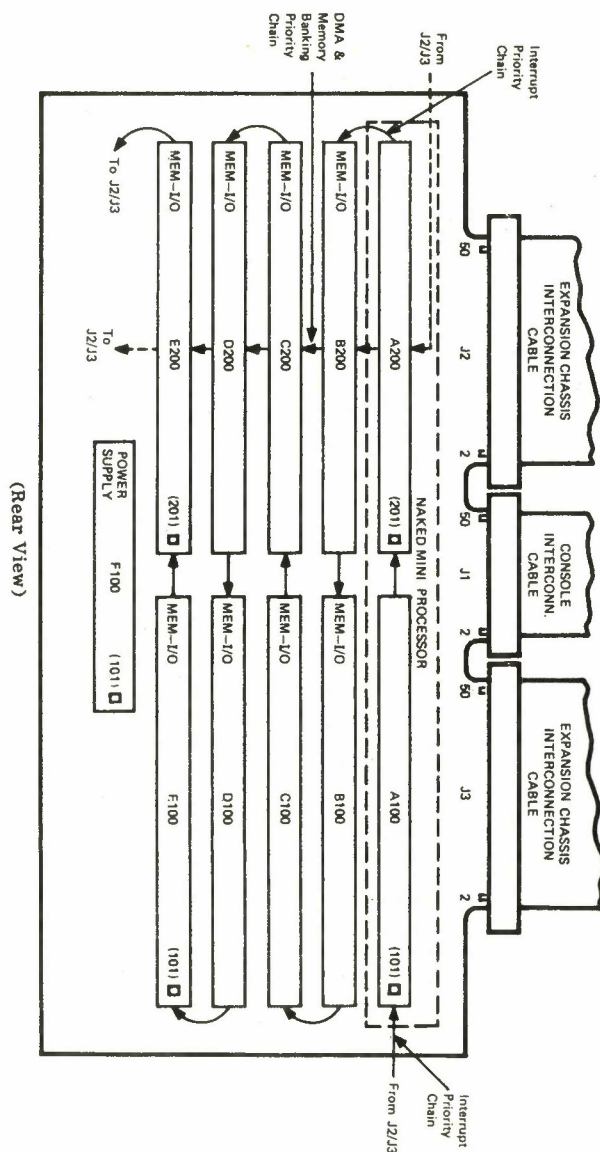 EXPANSION CHASSIS
INTERCONNECTION
CABLE
CONSOLE
INTERCONN.
CABLE
EXPANSION CHASSIS
INTERCONNECTION
CABLE
50 J2 2
50 J1 2
50 J3 2
Interrupt
Priority
Chain
From
J2/J3
DMA &
Memory
Banking
Priority
Chain
Interrupt
Priority
Chain
From J2/J3
NAKED MINI PROCESSOR
A200 (201)
A100 (101)
MEM-I/O B200
MEM-I/O B100
MEM-I/O C200
MEM-I/O C100
MEM-I/O D200
MEM-I/O D100
MEM-I/O E200 (201)
MEM-I/O E100 (101)
To J2/J3
To
J2/J3
POWER
SUPPLY
F100 (101)
(Rear View)